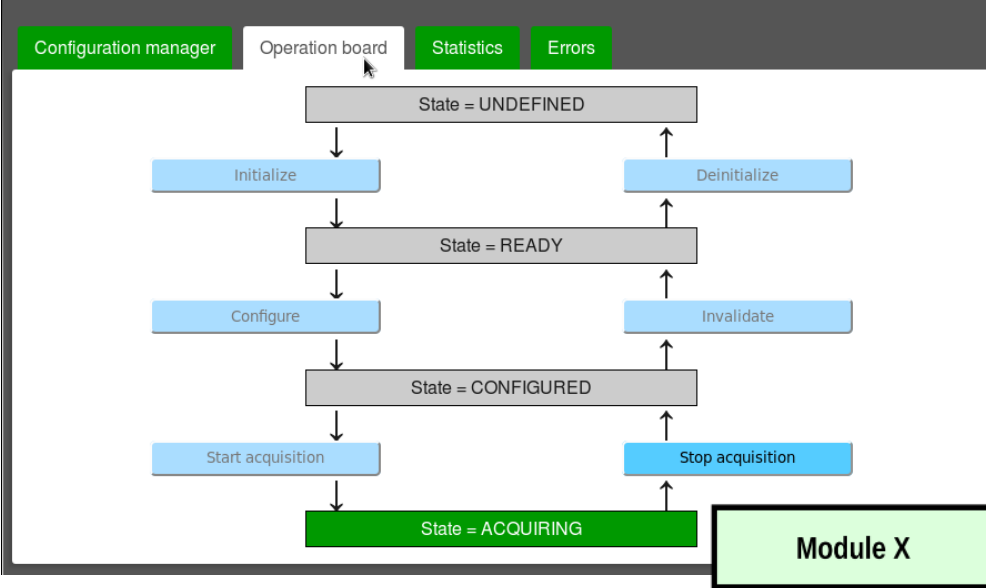 Configuration manager Operation board Statistics Errors
State = UNDEFINED
Initialize Deinitialize
State = READY
Configure Invalidate
State = CONFIGURED
Start acquisition Stop acquisition
State = ACQUIRING
Module X